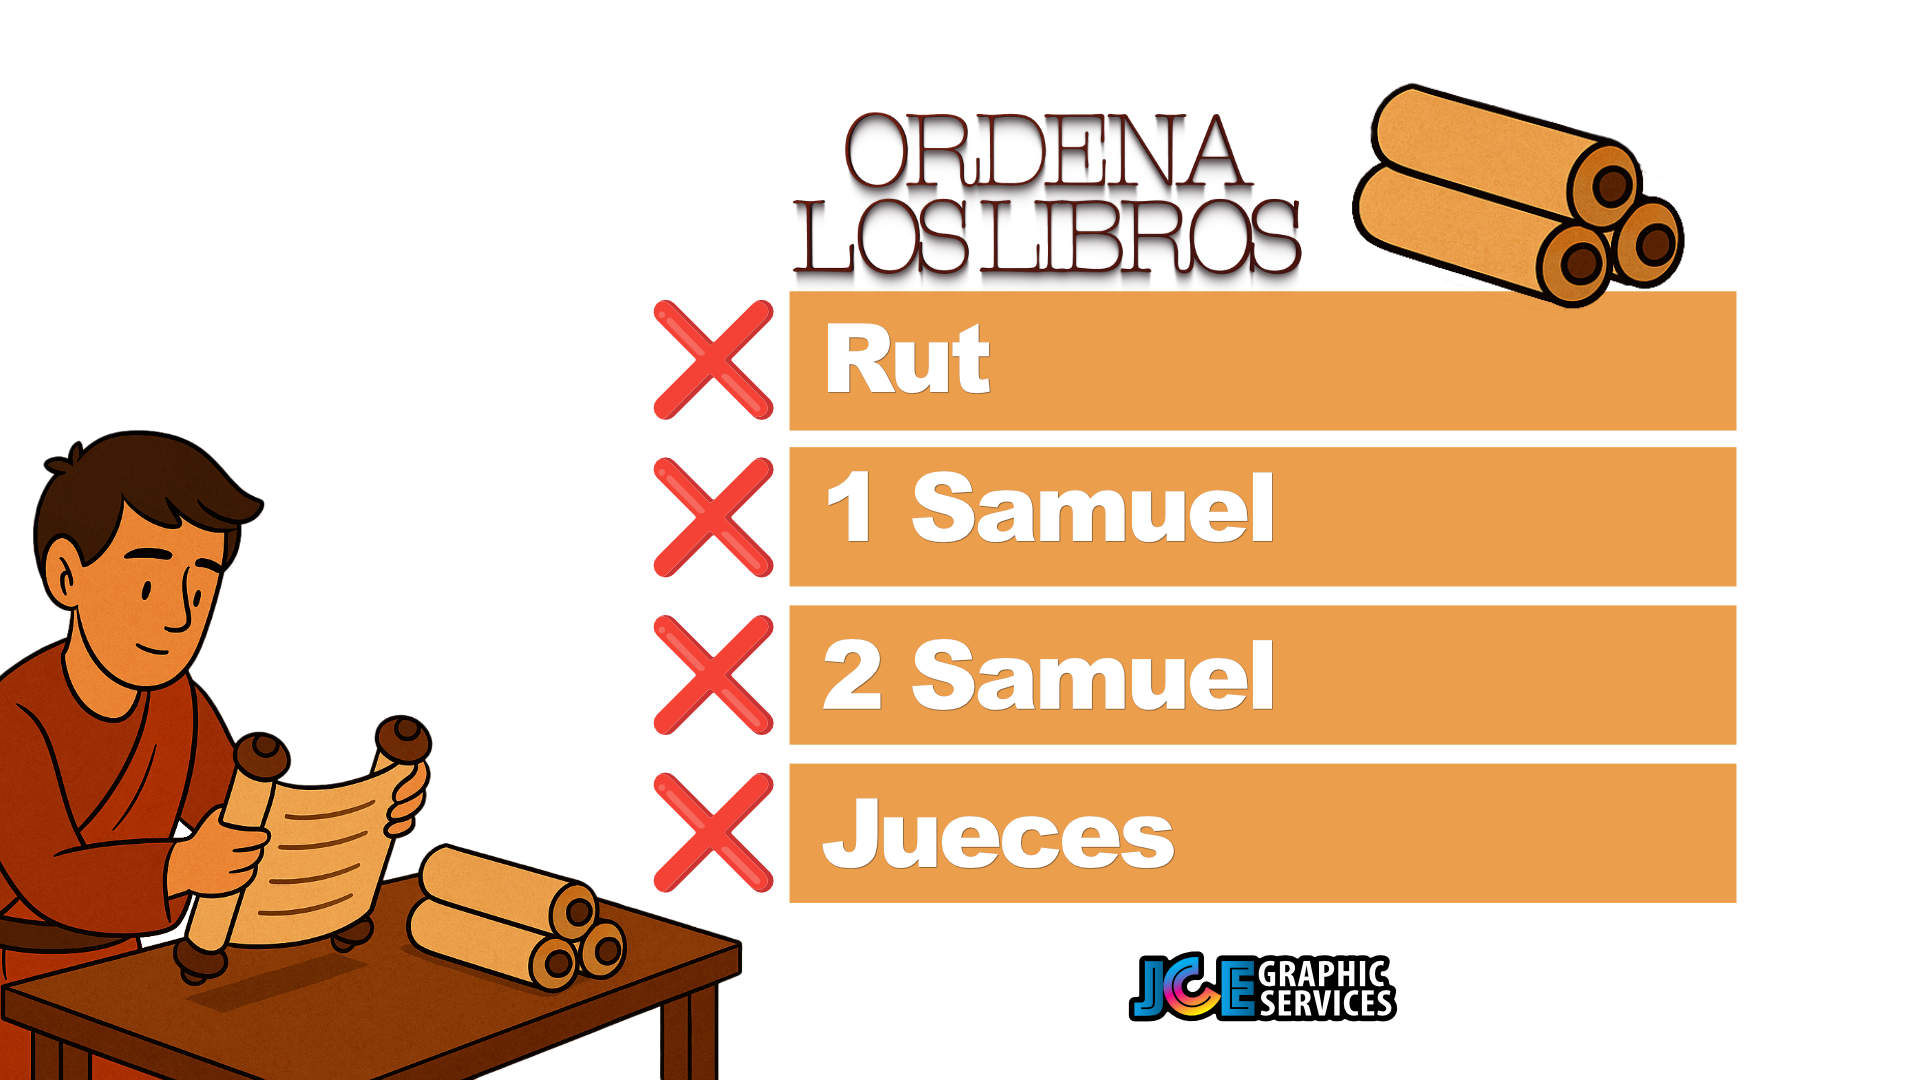 ORDENA
LOS LIBROS
Rut
1 Samuel
2 Samuel
Jueces
JCE GRAPHIC
SERVICES